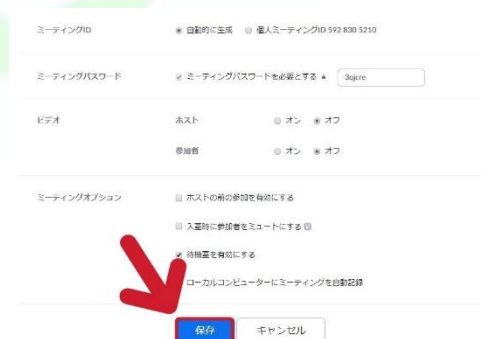 ミーティングID 自動的に生成 個人ミーティングID 592 830 5210
ミーティングパスワード ミーティングパスワードを必要とする 3qjcre
ビデオ ホスト オン オフ
参加者 オン オフ
ミーティングオプション ホストの前の参加を有効にする
入室時に参加者をミュートにする
待機室を有効にする
ローカルコンピューターにミーティングを自動記録
保存 キャンセル